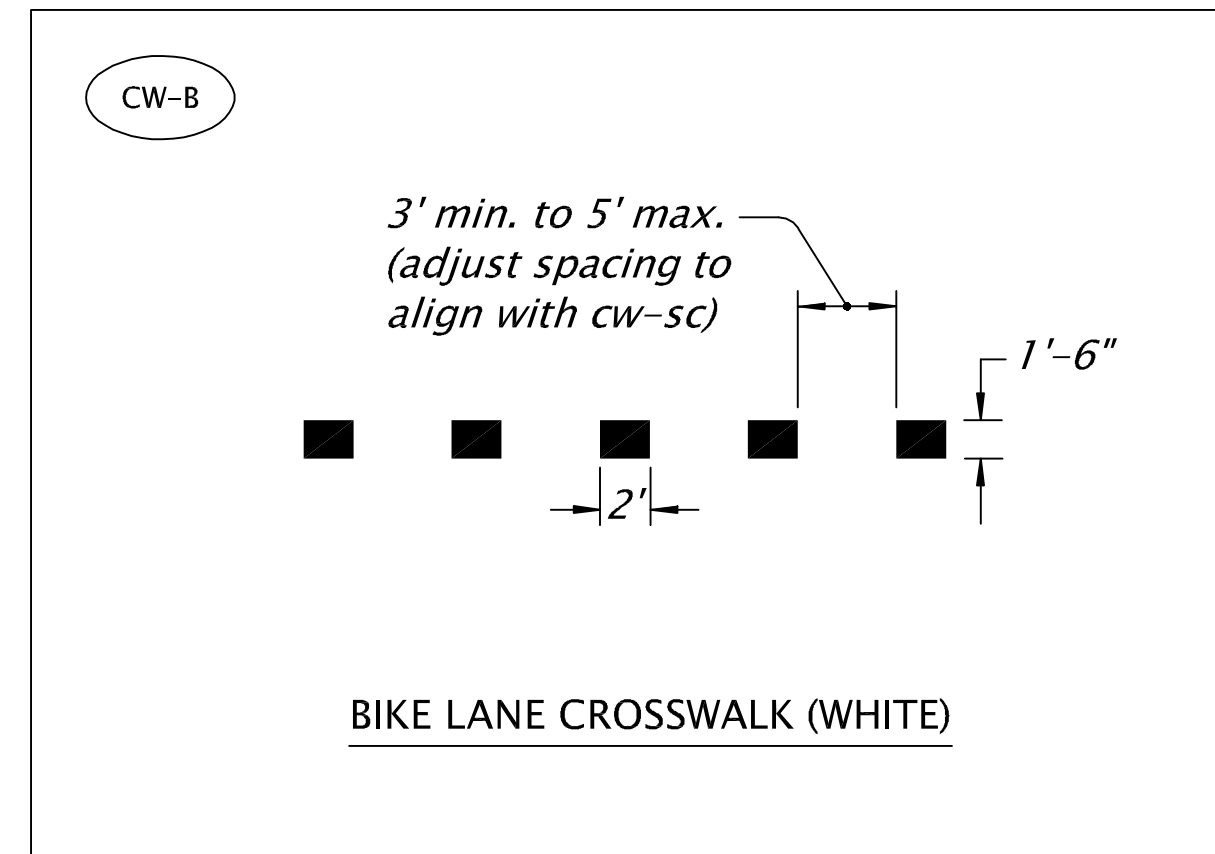 CW-B
3' min. to 5' max.
(adjust spacing to
align with cw-sc)
1'-6"
2'
BIKE LANE CROSSWALK (WHITE)